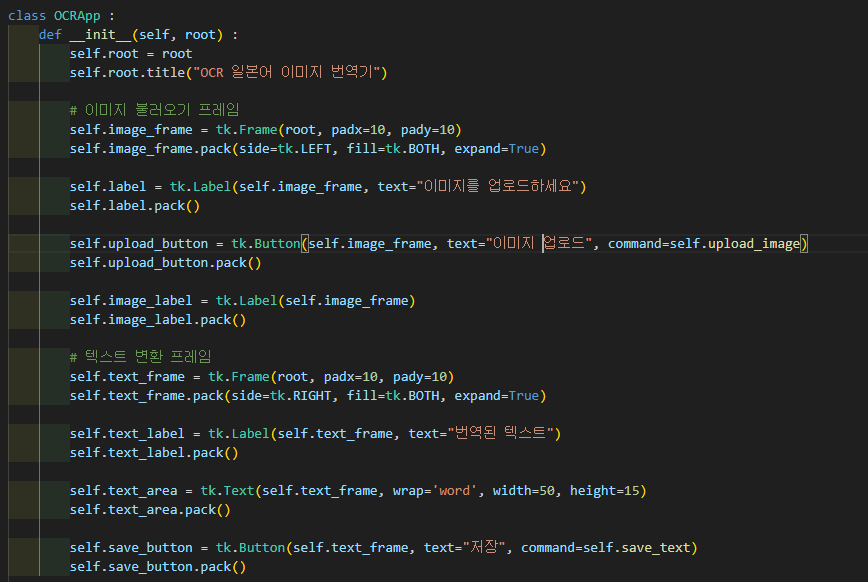 class OCRApp :
def __init__(self, root) :
self.root = root
self.root.title("OCR 일본어 이미지 번역기")
# 이미지 불러오기 프레임
self.image_frame = tk.Frame(root, padx=10, pady=10)
self.image_frame.pack(side=tk.LEFT, fill=tk.BOTH, expand=True)
self.label = tk.Label(self.image_frame, text="이미지를 업로드하세요")
self.label.pack()
self.upload_button = tk.Button(self.image_frame, text="이미지 업로드", command=self.upload_image)
self.upload_button.pack()
self.image_label = tk.Label(self.image_frame)
self.image_label.pack()
# 텍스트 변환 프레임
self.text_frame = tk.Frame(root, padx=10, pady=10)
self.text_frame.pack(side=tk.RIGHT, fill=tk.BOTH, expand=True)
self.text_label = tk.Label(self.text_frame, text="번역된 텍스트")
self.text_label.pack()
self.text_area = tk.Text(self.text_frame, wrap='word', width=50, height=15)
self.text_area.pack()
self.save_button = tk.Button(self.text_frame, text="저장", command=self.save_text)
self.save_button.pack()